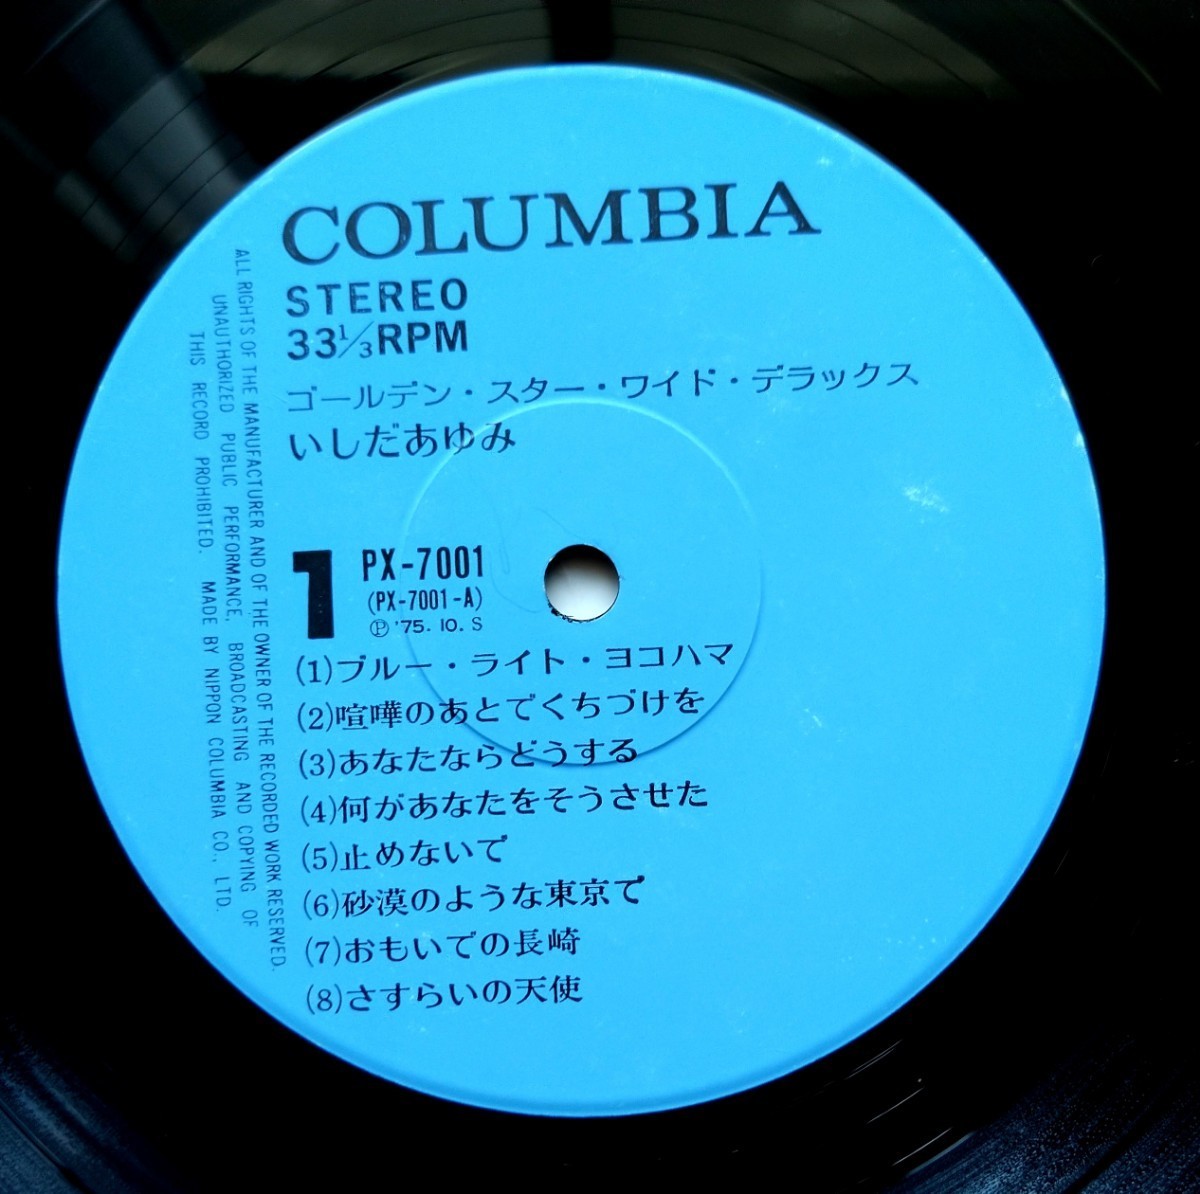 COLUMBIA
STEREO
33⅓RPM
ゴールデン・スター・ワイド・デラックス
いしだあゆみ
1
PX-7001
(PX-7001-A)
Ⓟ '75. 10. S
(1)ブルー・ライト・ヨコハマ
(2)喧嘩のあとでくちづけを
(3)あなたならどうする
(4)何があなたをそうさせた
(5)止めないで
(6)砂漠のような東京で
(7)おもいでの長崎
(8)さすらいの天使
ALL RIGHTS OF THE MANUFACTURER AND OF THE OWNER OF THE RECORDED WORK RESERVED.
UNAUTHORIZED PUBLIC PERFORMANCE, BROADCASTING AND COPYING OF
THIS RECORD PROHIBITED. MADE BY NIPPON COLUMBIA CO., LTD.